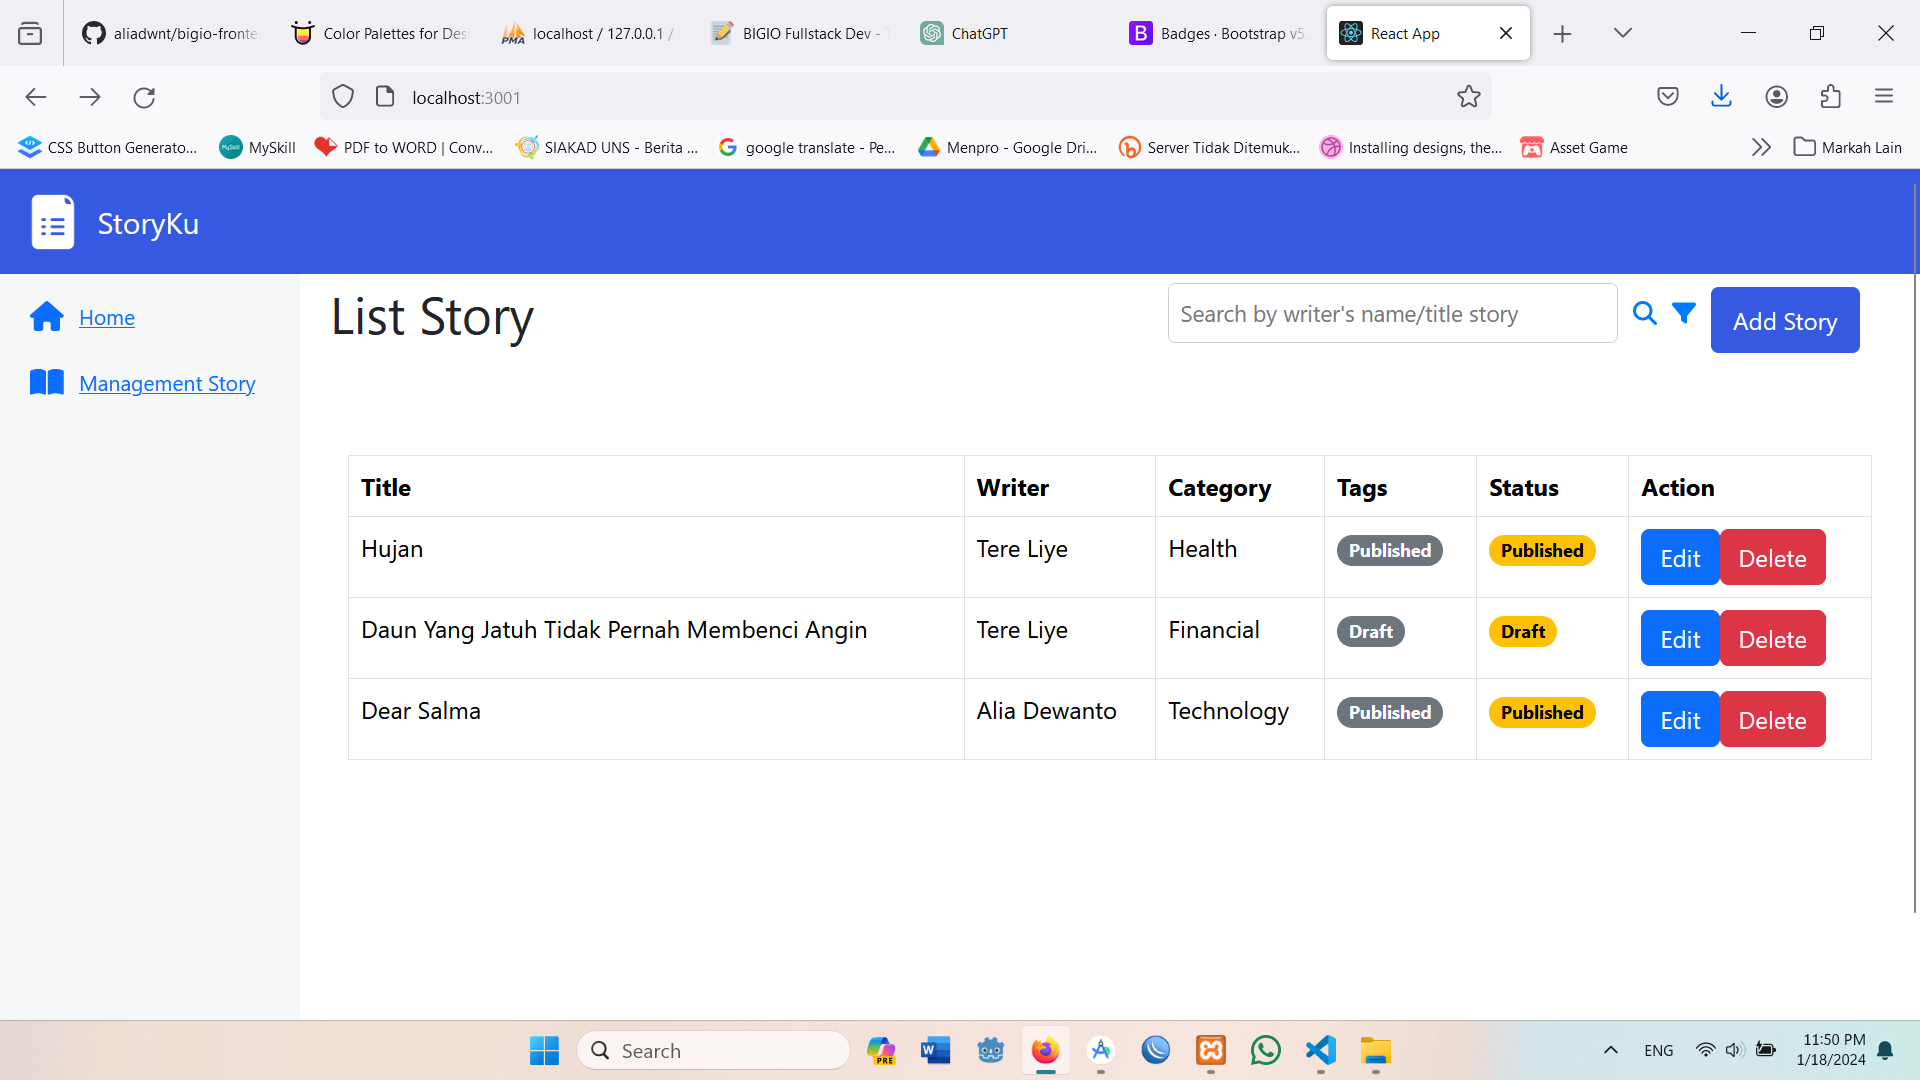 aliadwnt/bigio-fronte
Color Palettes for Des
localhost / 127.0.0.1 /
BIGIO Fullstack Dev -
ChatGPT
Badges · Bootstrap v5.
React App
localhost:3001
CSS Button Generato...
MySkill
PDF to WORD | Conv...
SIAKAD UNS - Berita ...
google translate - Pe...
Menpro - Google Dri...
Server Tidak Ditemuk...
Installing designs, the...
Asset Game
Markah Lain
StoryKu
Home
Management Story
List Story
Search by writer's name/title story
Add Story
Title Writer Category Tags Status Action
Hujan Tere Liye Health Published Published Edit Delete
Daun Yang Jatuh Tidak Pernah Membenci Angin Tere Liye Financial Draft Draft Edit Delete
Dear Salma Alia Dewanto Technology Published Published Edit Delete
Search
PRE
ENG
11:50 PM
1/18/2024